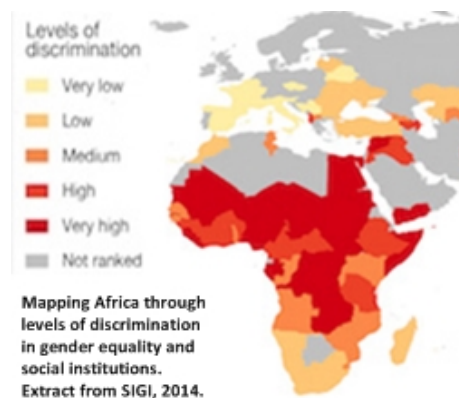 Levels of
discrimination
Very low
Low
Medium
High
Very high
Not ranked
Mapping Africa through
levels of discrimination
in gender equality and
social institutions.
Extract from SIGI, 2014.